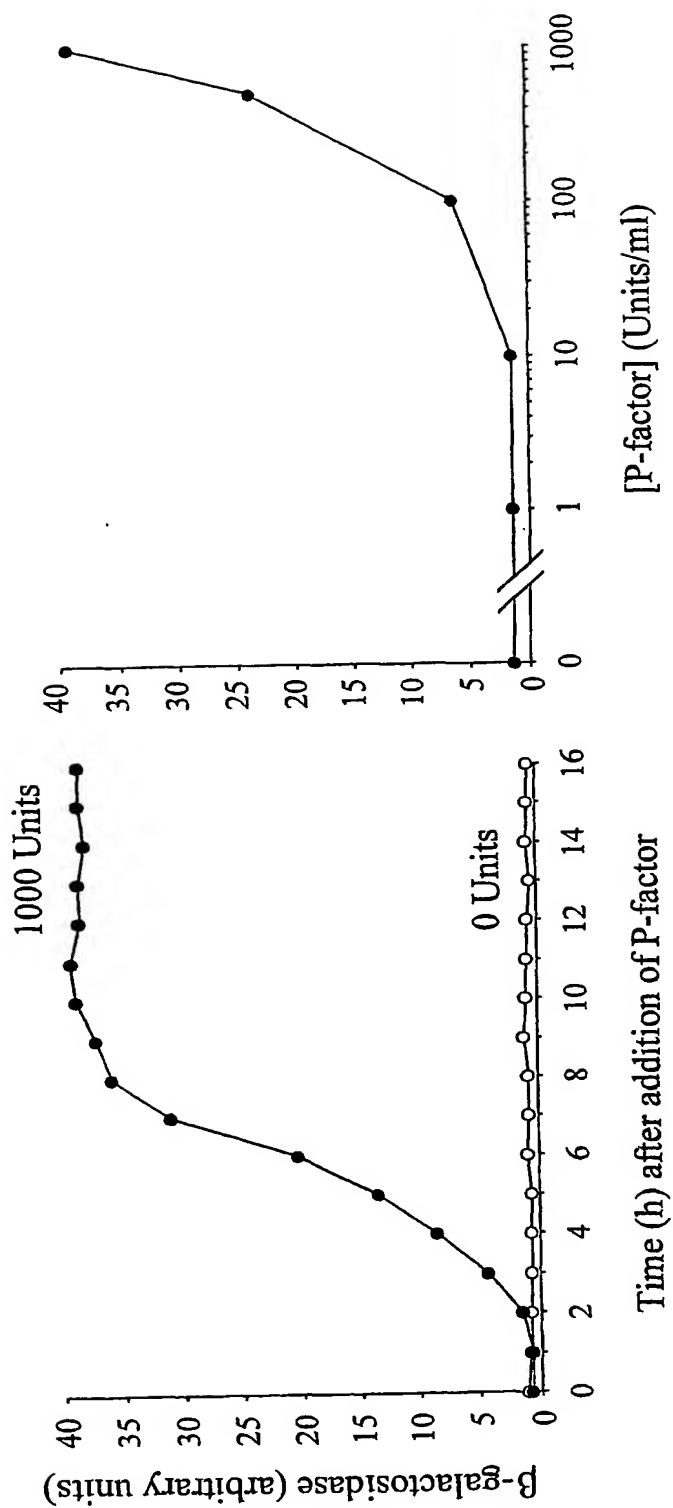 β-galactosidase (arbitrary units)
40
35
30
25
20
15
10
5
0
1000 Units
0 Units
0 2 4 6 8 10 12 14 16
Time (h) after addition of P-factor
40
35
30
25
20
15
10
5
0
0 1 10 100 1000
[P-factor] (Units/ml)